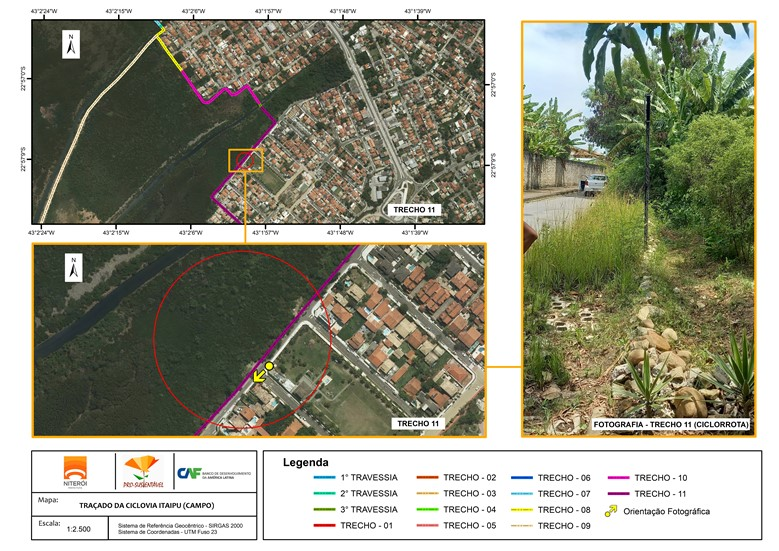 43°2'24"W 43°2'15"W 43°2'6"W 43°1'57"W 43°1'48"W 43°1'39"W
N
22°57'0"S 22°57'0"S
22°57'9"S 22°57'9"S
TRECHO 11
43°2'24"W 43°2'15"W 43°2'6"W 43°1'57"W 43°1'48"W 43°1'39"W
N
TRECHO 11
FOTOGRAFIA - TRECHO 11 (CICLORROTA)
NITERÓI
PRO-SUSTENTÁVEL
CAF BANCO DE DESENVOLVIMENTO
DA AMÉRICA LATINA
Mapa:
TRAÇADO DA CICLOVIA ITAIPU (CAMPO)
Escala:
1:2.500
Sistema de Referência Geocêntrico - SIRGAS 2000
Sistema de Coordenadas - UTM Fuso 23
Legenda
1° TRAVESSIA
2° TRAVESSIA
3° TRAVESSIA
TRECHO - 01
TRECHO - 02
TRECHO - 03
TRECHO - 04
TRECHO - 05
TRECHO - 06
TRECHO - 07
TRECHO - 08
TRECHO - 09
TRECHO - 10
TRECHO - 11
Orientação Fotográfica